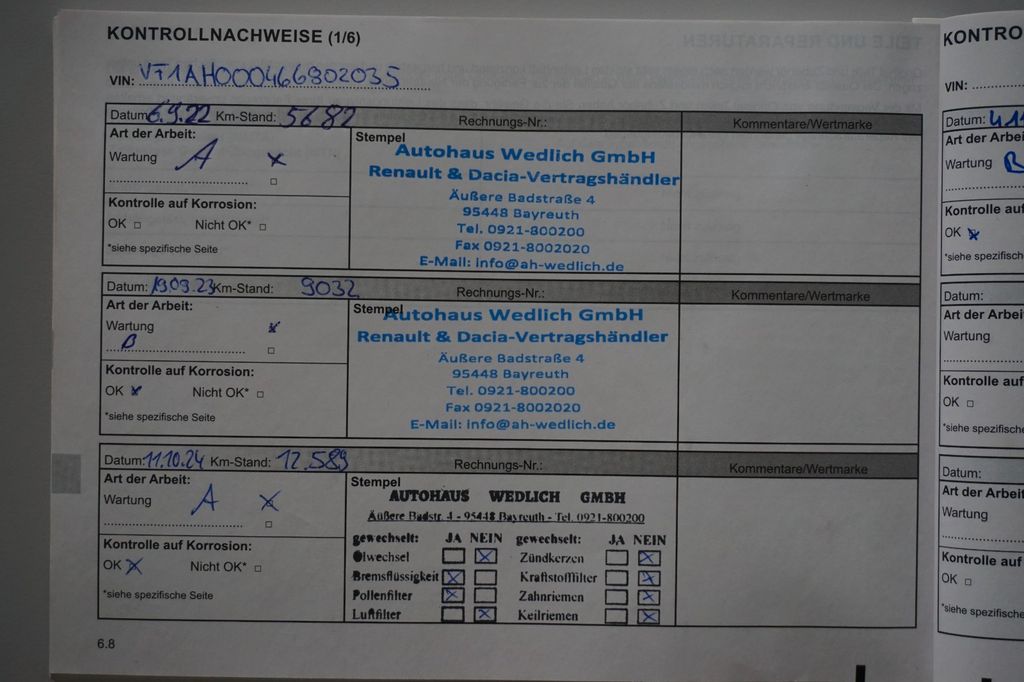 KONTROLLNACHWEISE (1/6)
VIN: VF1AH000466802035
Datum: 6.9.22 Km-Stand: 5682 Rechnungs-Nr.: Kommentare/Wertmarke
Art der Arbeit:
Wartung A
Kontrolle auf Korrosion:
OK Nicht OK*
*siehe spezifische Seite
Stempel
Autohaus Wedlich GmbH
Renault & Dacia-Vertragshändler
Äußere Badstraße 4
95448 Bayreuth
Tel. 0921-800200
Fax 0921-8002020
E-Mail: info@ah-wedlich.de
Datum: 19.09.23 Km-Stand: 9032 Rechnungs-Nr.: Kommentare/Wertmarke
Art der Arbeit:
Wartung
B
Kontrolle auf Korrosion:
OK Nicht OK*
*siehe spezifische Seite
Stempel
Autohaus Wedlich GmbH
Renault & Dacia-Vertragshändler
Äußere Badstraße 4
95448 Bayreuth
Tel. 0921-800200
Fax 0921-8002020
E-Mail: info@ah-wedlich.de
Datum: 11.10.24 Km-Stand: 12.589 Rechnungs-Nr.: Kommentare/Wertmarke
Art der Arbeit:
Wartung A
Kontrolle auf Korrosion:
OK Nicht OK*
*siehe spezifische Seite
Stempel
AUTOHAUS WEDLICH GMBH
Äußere Badstr. 4 - 95448 Bayreuth - Tel. 0921-800200
gewechselt: JA NEIN gewechselt: JA NEIN
Ölwechsel Zündkerzen
Bremsflüssigkeit Kraftstofffilter
Pollenfilter Zahnriemen
Luftfilter Keilriemen
6.8
KONTRO
VIN:
Datum: 4.11
Art der Arbei
Wartung B
Kontrolle auf
OK
*siehe spezifische
Datum:
Art der Arbei
Wartung
Kontrolle auf
OK
*siehe spezifische
Datum:
Art der Arbei
Wartung
Kontrolle auf
OK
*siehe spezifische